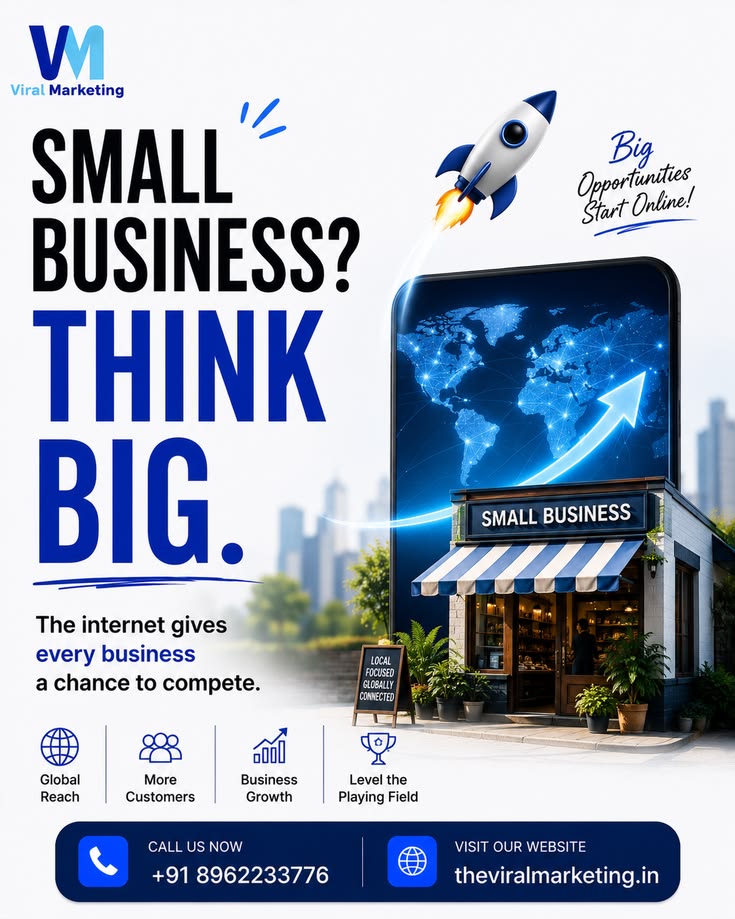 VM
Viral Marketing
SMALL
BUSINESS?
THINK
BIG.
Big
Opportunities
Start Online!
The internet gives
every business
a chance to compete.
SMALL BUSINESS
LOCAL
FOCUSED
GLOBALLY
CONNECTED
Global
Reach
More
Customers
Business
Growth
Level the
Playing Field
CALL US NOW
+91 8962233776
VISIT OUR WEBSITE
theviralmarketing.in